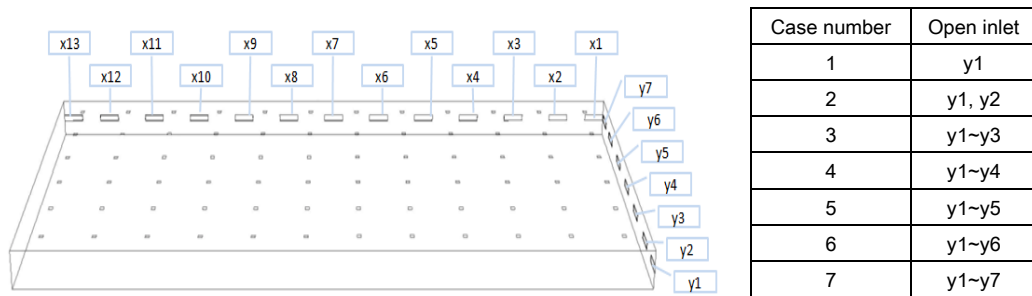 x13 x11 x9 x7 x5 x3 x1
x12 x10 x8 x6 x4 x2
y7
y6
y5
y4
y3
y2
y1
Case number Open inlet
1 y1
2 y1, y2
3 y1~y3
4 y1~y4
5 y1~y5
6 y1~y6
7 y1~y7